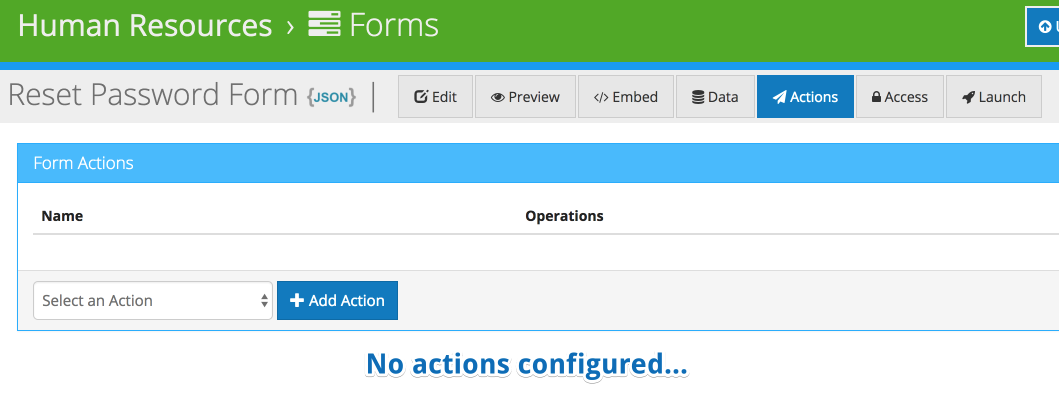 Human Resources › Forms
Reset Password Form {JSON} | Edit Preview </> Embed Data Actions Access Launch
Form Actions
Name Operations
Select an Action + Add Action
No actions configured...